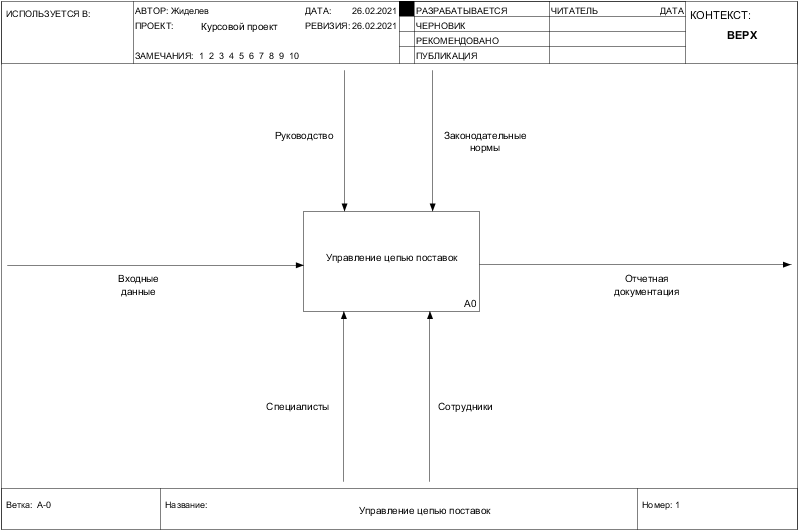 ИСПОЛЬЗУЕТСЯ В:
АВТОР: Жиделев
ДАТА: 26.02.2021
ПРОЕКТ: Курсовой проект
РЕВИЗИЯ: 26.02.2021
ЗАМЕЧАНИЯ: 1 2 3 4 5 6 7 8 9 10
РАЗРАБАТЫВАЕТСЯ
ЧЕРНОВИК
РЕКОМЕНДОВАНО
ПУБЛИКАЦИЯ
ЧИТАТЕЛЬ
ДАТА
КОНТЕКСТ:
ВЕРХ
Руководство
Законодательные
нормы
Управление цепью поставок
A0
Входные
данные
Отчетная
документация
Специалисты
Сотрудники
Ветка: A-0
Название:
Управление цепью поставок
Номер: 1